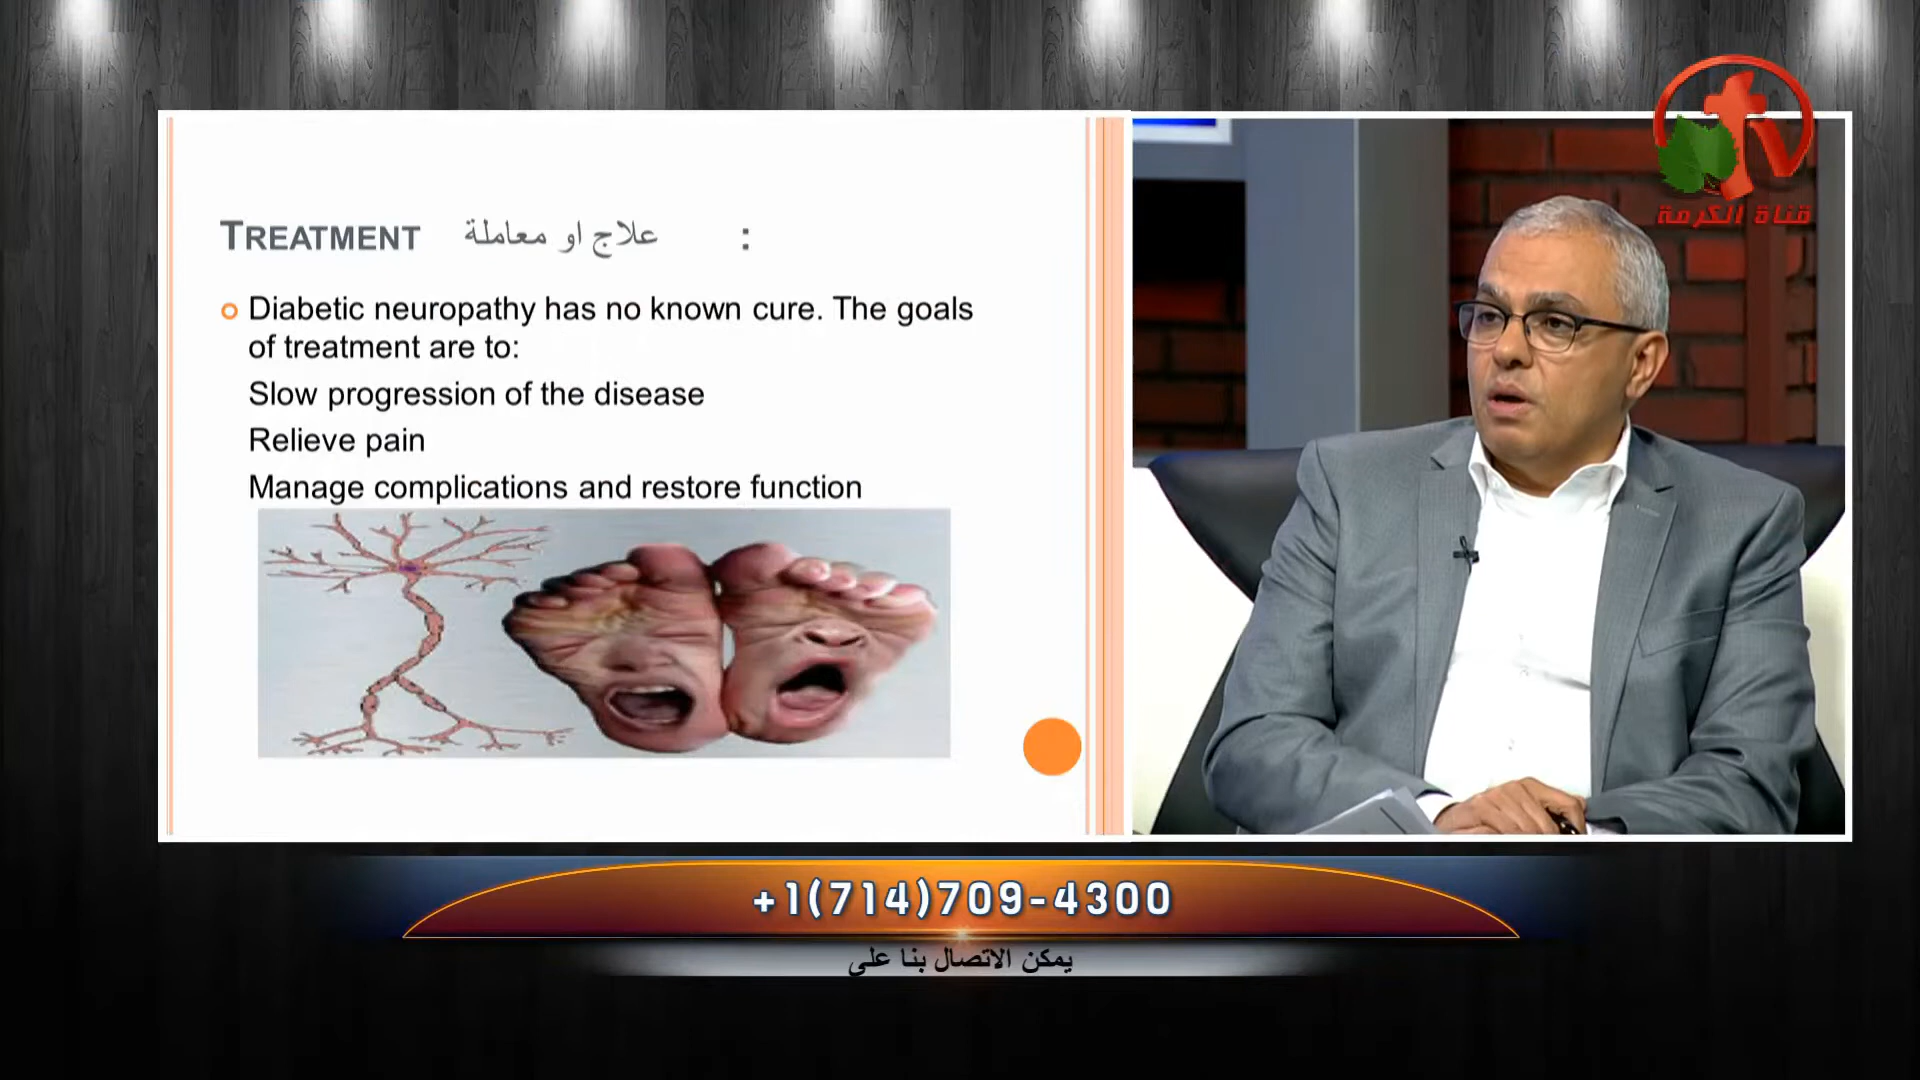 قناة الكرمة
TREATMENT علاج او معاملة :
Diabetic neuropathy has no known cure. The goals
of treatment are to:
Slow progression of the disease
Relieve pain
Manage complications and restore function
+1(714)709-4300
يمكن الاتصال بنا على